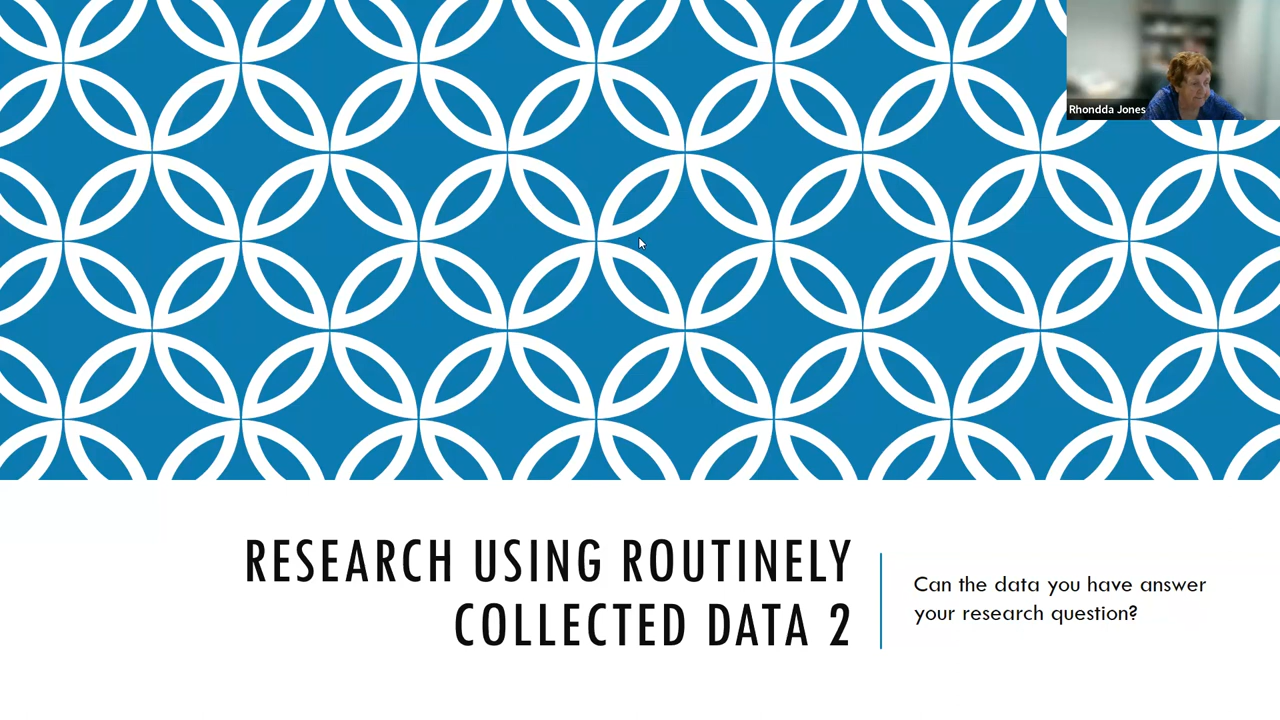 Rhondda Jones
RESEARCH USING ROUTINELY
COLLECTED DATA 2
Can the data you have answer
your research question?